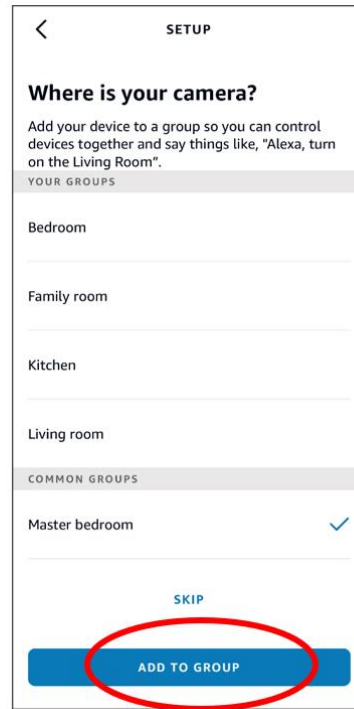 SETUP
Where is your camera?
Add your device to a group so you can control
devices together and say things like, "Alexa, turn
on the Living Room".
YOUR GROUPS
Bedroom
Family room
Kitchen
Living room
COMMON GROUPS
Master bedroom
SKIP
ADD TO GROUP